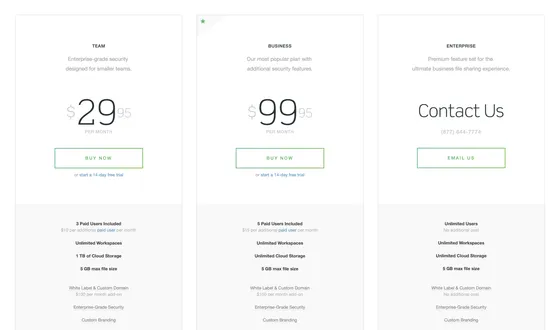 TEAM
Enterprise-grade security
designed for smaller teams.
$29.95
PER MONTH
BUY NOW
or start a 14-day free trial
3 Paid Users Included
per additional paid user per month
Unlimited Workspaces
1 TB of Cloud Storage
5 GB max file size
White Label & Custom Domain
$100 per month add-on
Enterprise-Grade Security
Custom Branding
BUSINESS
Our most popular plan with
additional security features.
$99.95
PER MONTH
BUY NOW
or start a 14-day free trial
5 Paid Users Included
per additional paid user per month
Unlimited Workspaces
Unlimited Cloud Storage
5 GB max file size
White Label & Custom Domain
$100 per month add-on
Enterprise-Grade Security
Custom Branding
ENTERPRISE
Premium feature set for the
ultimate business file sharing experience.
Contact Us
(877)
EMAIL US
Unlimited Users
No additional cost
Unlimited Workspaces
Unlimited Cloud Storage
5 GB max file size
White Label & Custom Domain
No additional cost
Enterprise-Grade Security
Custom Branding